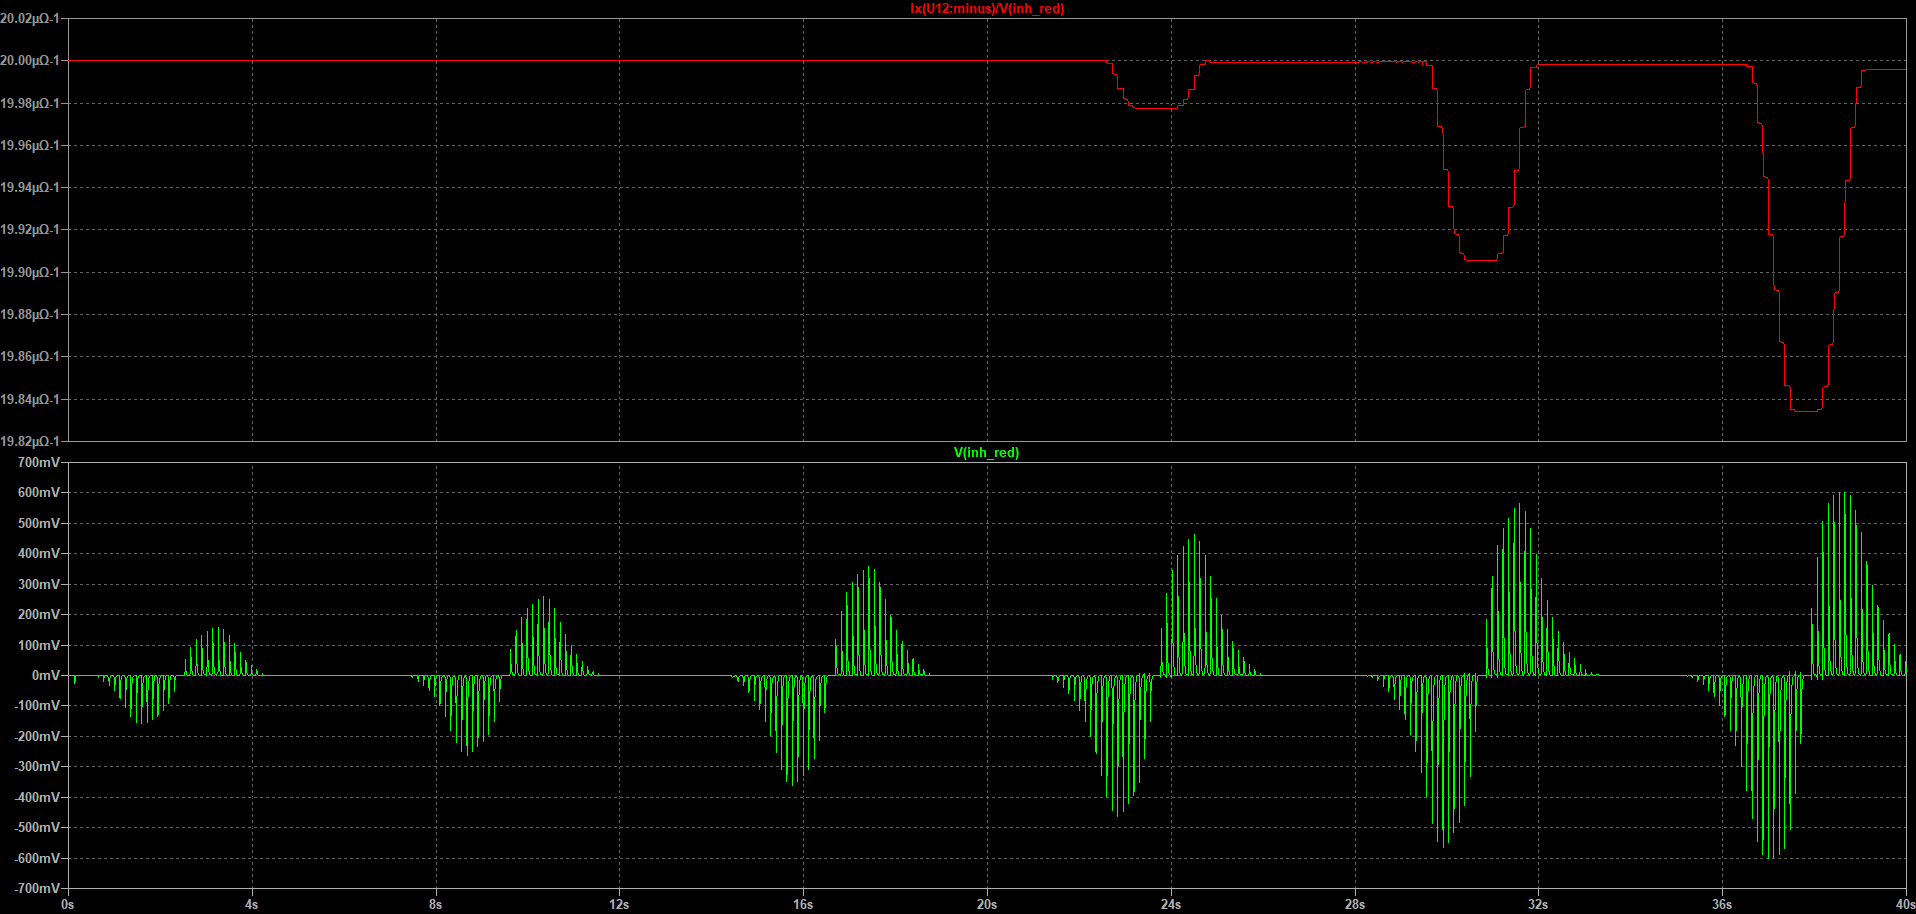 Ix(U12:minus)/V(inh_red)
20.02µΩ-1
20.00µΩ-1
19.98µΩ-1
19.96µΩ-1
19.94µΩ-1
19.92µΩ-1
19.90µΩ-1
19.88µΩ-1
19.86µΩ-1
19.84µΩ-1
19.82µΩ-1
V(inh_red)
700mV
600mV
500mV
400mV
300mV
200mV
100mV
0mV
-100mV
-200mV
-300mV
-400mV
-500mV
-600mV
-700mV
0s 4s 8s 12s 16s 20s 24s 28s 32s 36s 40s